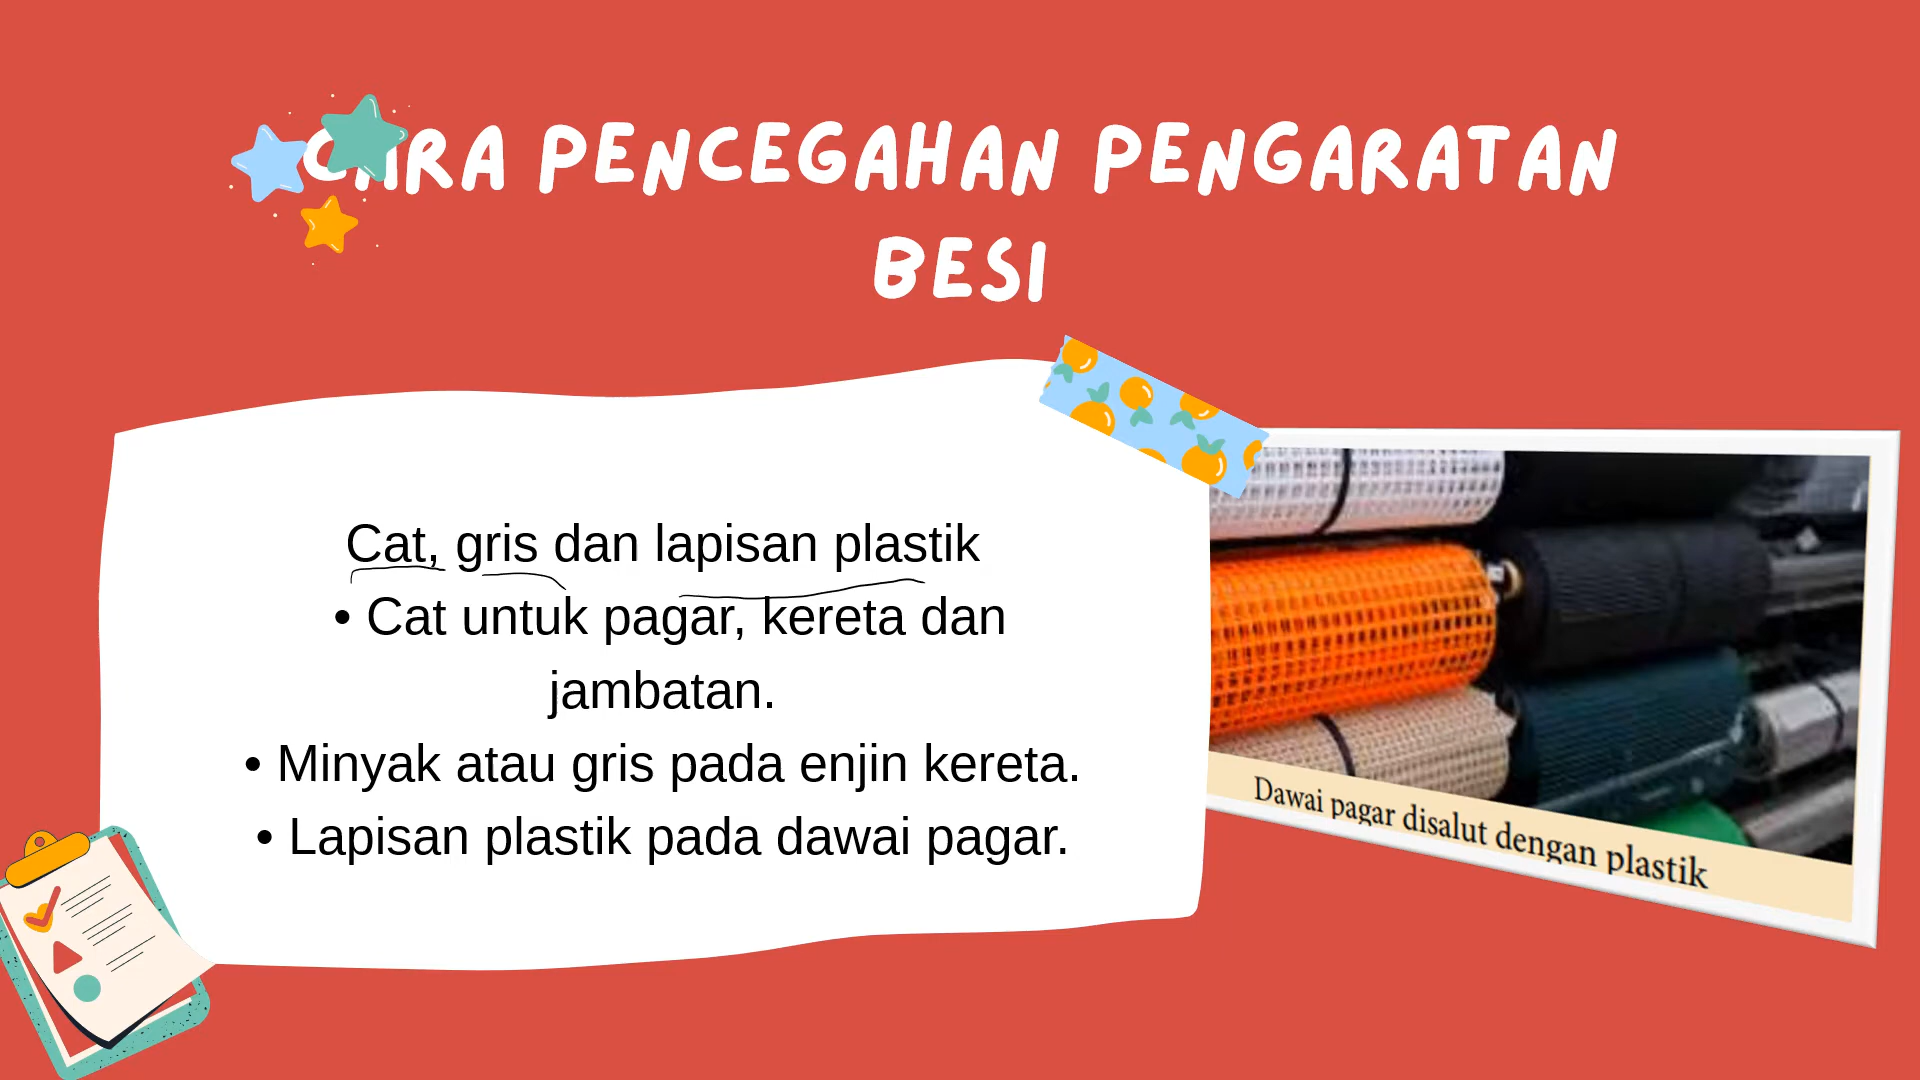 CARA PENCEGAHAN PENGARATAN
BESI
Cat, gris dan lapisan plastik
• Cat untuk pagar, kereta dan
jambatan.
• Minyak atau gris pada enjin kereta.
• Lapisan plastik pada dawai pagar.
Dawai pagar disalut dengan plastik